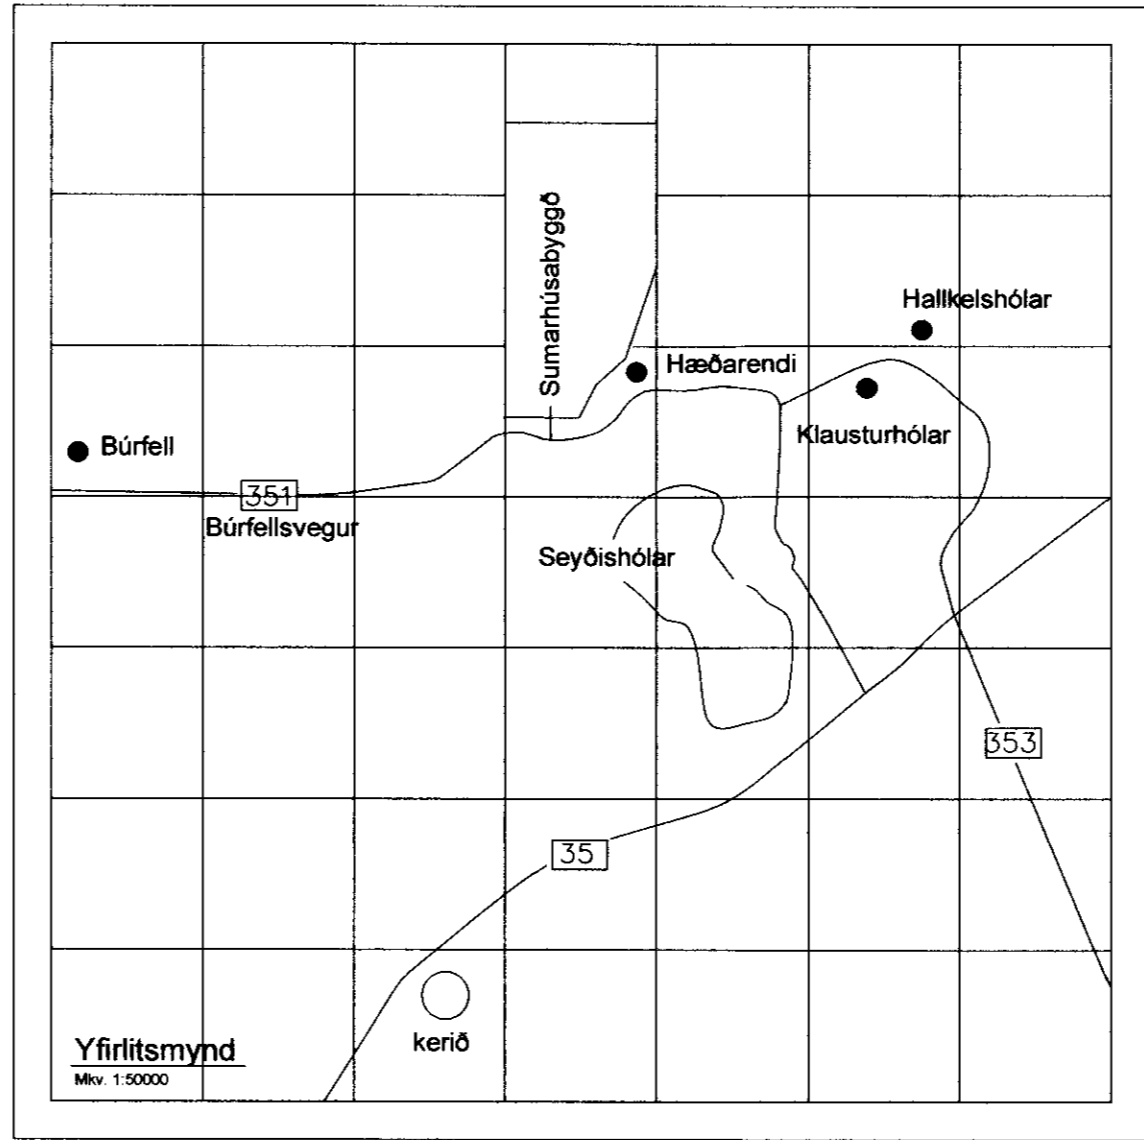 Sumarhúsabyggð
Hallkelshólar
Hæðarendi
Klausturhólar
Búrfell
351
Búrfellsvegur
Seyðishólar
353
35
kerið
Yfirlitsmynd
Mkv. 1:50000